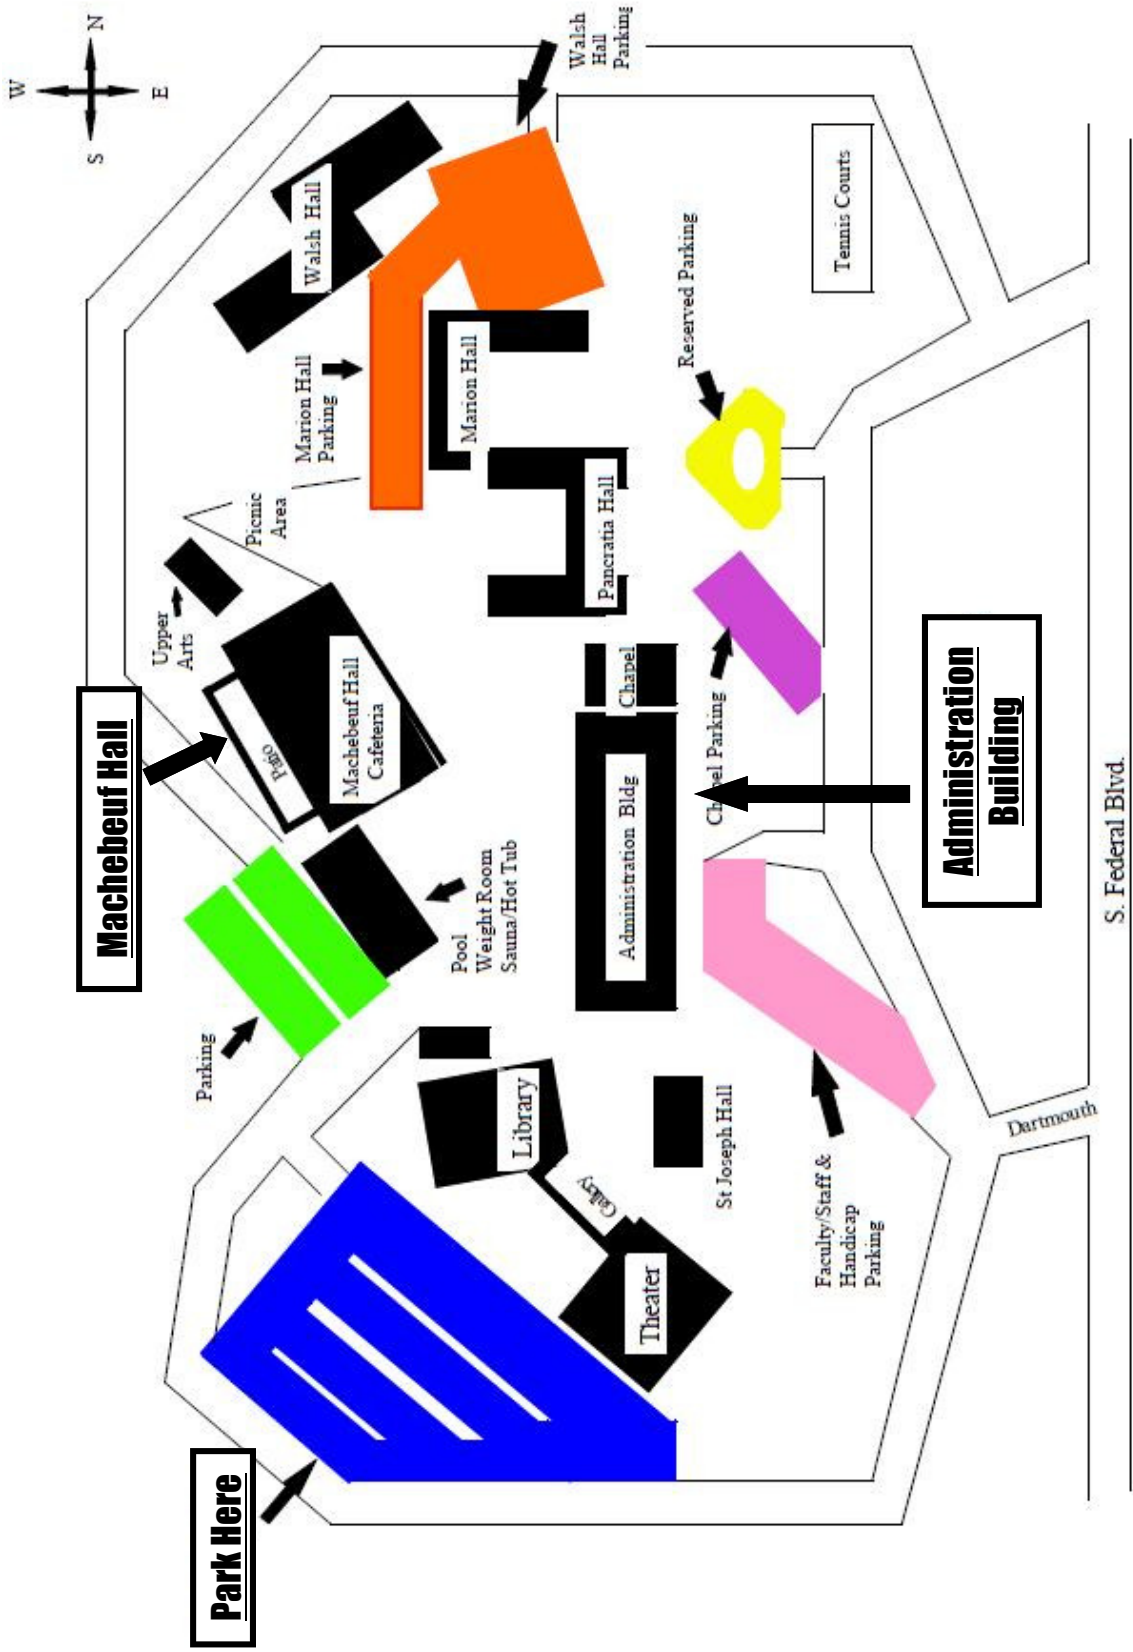 W
N
S
E
Walsh
Hall
Parking
Walsh Hall
Tennis Courts
Reserved Parking
Marion Hall
Parking
Marion Hall
Picnic
Area
Pancratia Hall
Upper
Arts
Machebeuf Hall
Patio
Machebeuf Hall
Cafeteria
Chapel
Chapel Parking
Administration
Building
Administration Bldg
Pool
Weight Room
Sauna/Hot Tub
S. Federal Blvd.
Parking
Library
St Joseph Hall
Dartmouth
Gallery
Faculty/Staff &
Handicap
Parking
Theater
Park Here